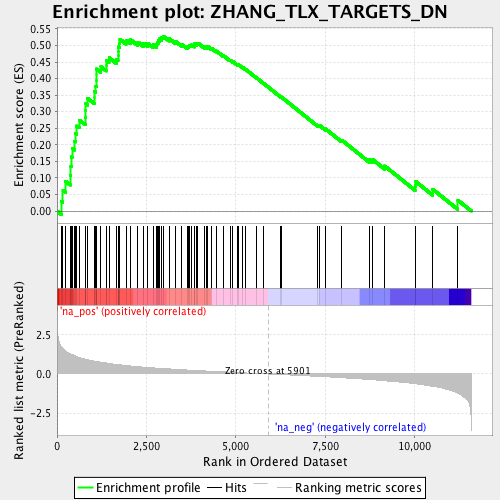 Enrichment plot: ZHANG_TLX_TARGETS_DN
Enrichment score (ES)
0.55
0.50
0.45
0.40
0.35
0.30
0.25
0.20
0.15
0.10
0.05
0.00
'na_pos' (positively correlated)
Ranked list metric (PreRanked)
2.5
0.0
-2.5
Zero cross at 5901
'na_neg' (negatively correlated)
0 2,500 5,000 7,500 10,000
Rank in Ordered Dataset
Enrichment profile Hits Ranking metric scores